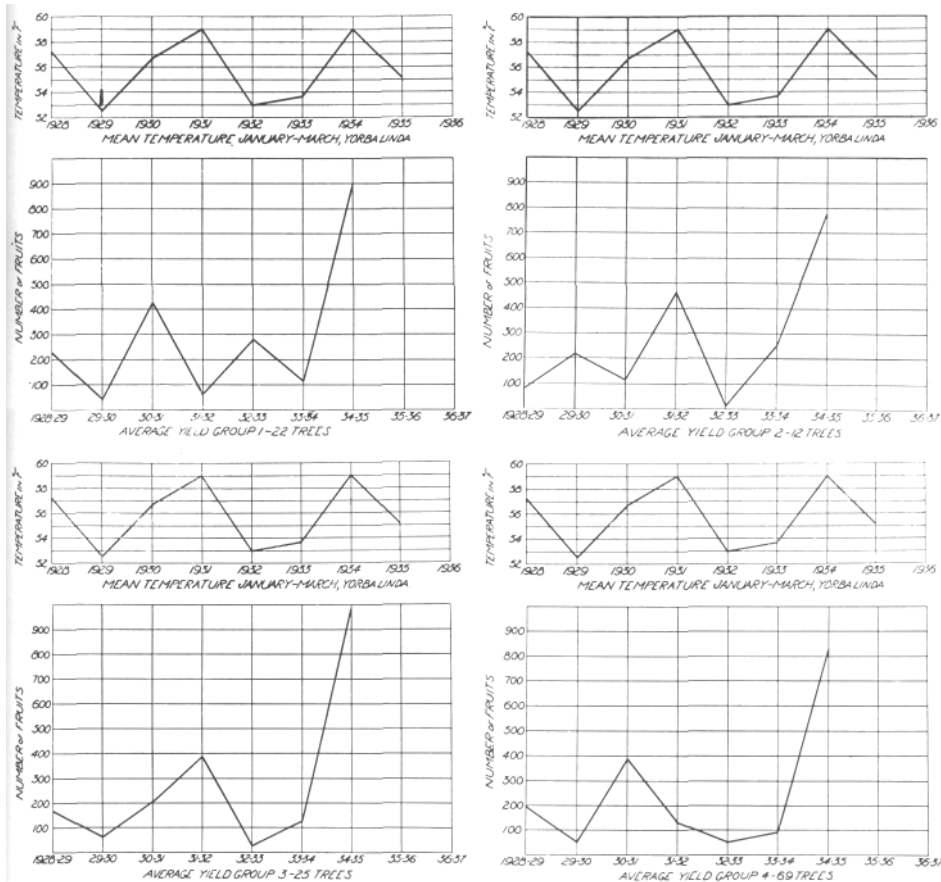 TEMPERATURE IN °F
60
58
56
54
52
1928 1929 1930 1931 1932 1933 1934 1935 1936
MEAN TEMPERATURE JANUARY-MARCH, YORBA LINDA
NUMBER OF FRUITS
900
800
700
600
500
400
300
200
100
1928-29 29-30 30-31 31-32 32-33 33-34 34-35 35-36 36-37
AVERAGE YIELD GROUP 1-22 TREES
TEMPERATURE IN °F
60
58
56
54
52
1928 1929 1930 1931 1932 1933 1934 1935 1936
MEAN TEMPERATURE JANUARY-MARCH, YORBA LINDA
NUMBER OF FRUITS
900
800
700
600
500
400
300
200
100
1928-29 29-30 30-31 31-32 32-33 33-34 34-35 35-36 36-37
AVERAGE YIELD GROUP 2-12 TREES
TEMPERATURE IN °F
60
58
56
54
52
1928 1929 1930 1931 1932 1933 1934 1935 1936
MEAN TEMPERATURE JANUARY-MARCH, YORBA LINDA
NUMBER OF FRUITS
900
800
700
600
500
400
300
200
100
1928-29 29-30 30-31 31-32 32-33 33-34 34-35 35-36 36-37
AVERAGE YIELD GROUP 3-25 TREES
TEMPERATURE IN °F
60
58
56
54
52
1928 1929 1930 1931 1932 1933 1934 1935 1936
MEAN TEMPERATURE JANUARY-MARCH, YORBA LINDA
NUMBER OF FRUITS
900
800
700
600
500
400
300
200
100
1928-29 29-30 30-31 31-32 32-33 33-34 34-35 35-36 36-37
AVERAGE YIELD GROUP 4-69 TREES